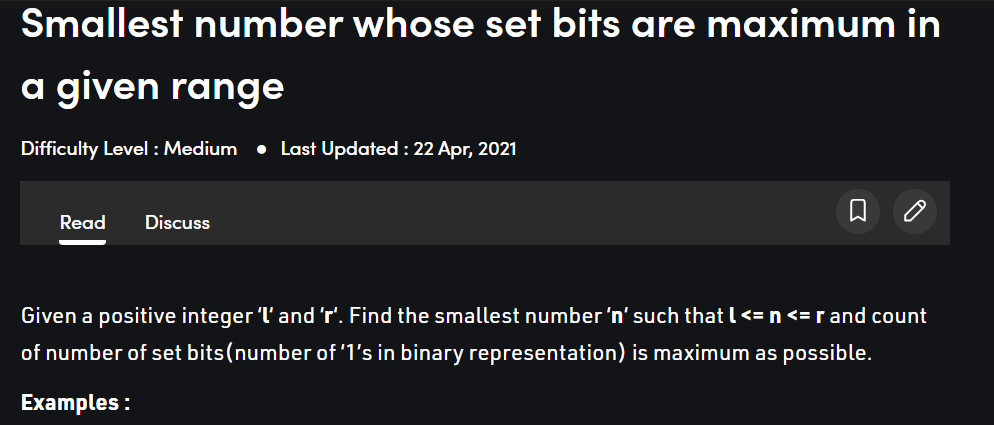 Smallest number whose set bits are maximum in
a given range
Difficulty Level : Medium ● Last Updated : 22 Apr, 2021
Read Discuss
Given a positive integer 'l' and 'r'. Find the smallest number 'n' such that l <= n <= r and count
of number of set bits(number of '1's in binary representation) is maximum as possible.
Examples :